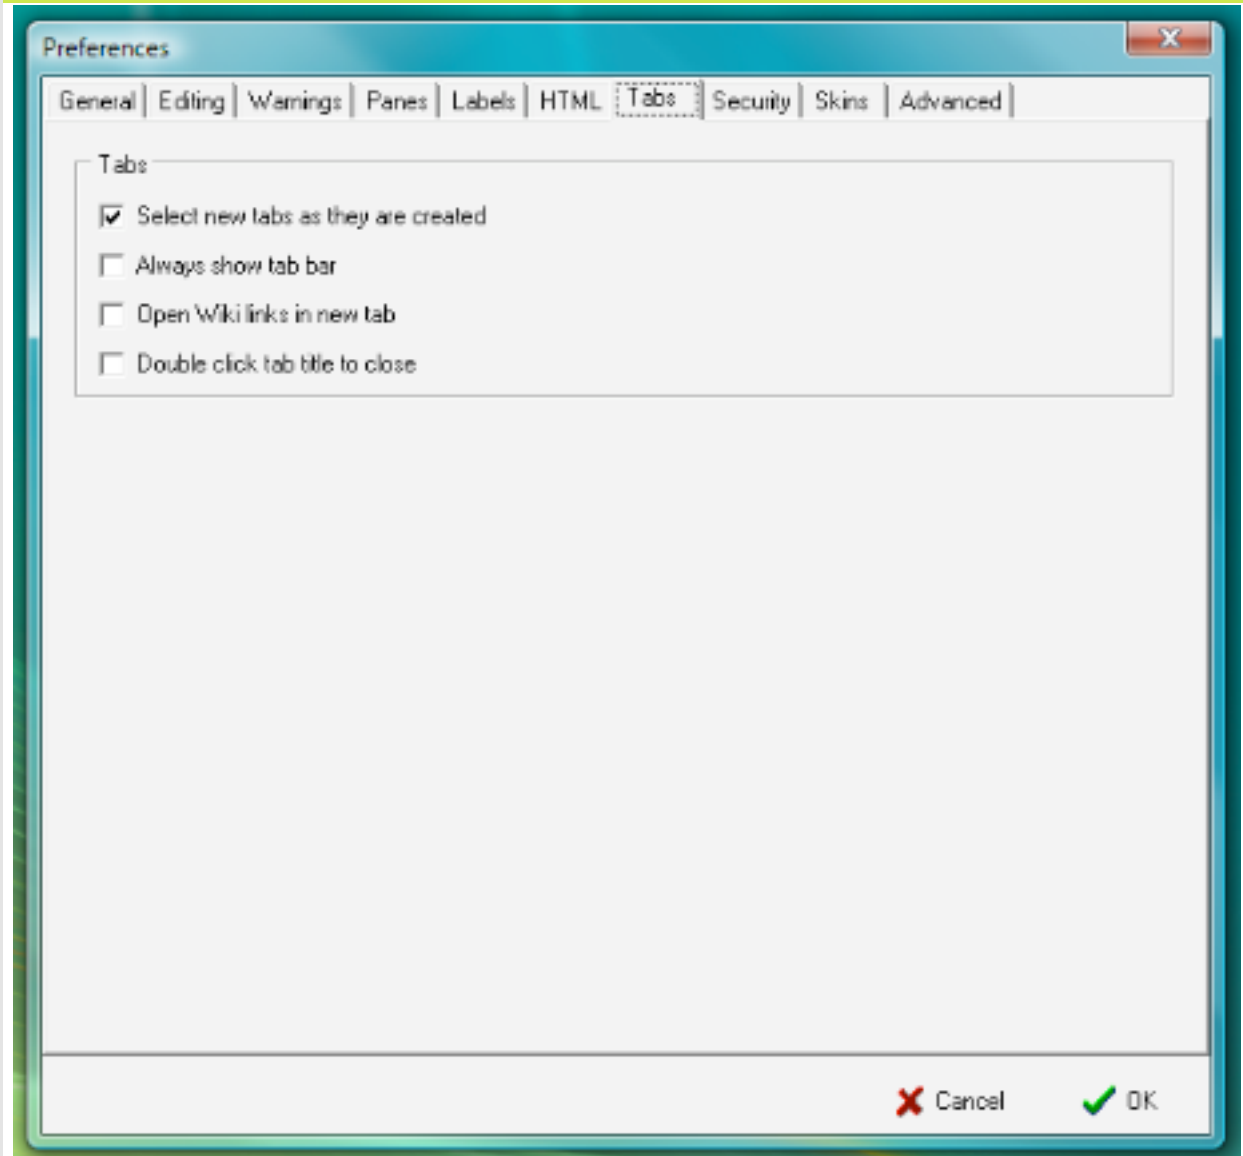 Preferences
General Editing Warnings Panes Labels HTML Tabs Security Skins Advanced
Tabs
Select new tabs as they are created
Always show tab bar
Open Wiki links in new tab
Double click tab title to close
Cancel OK